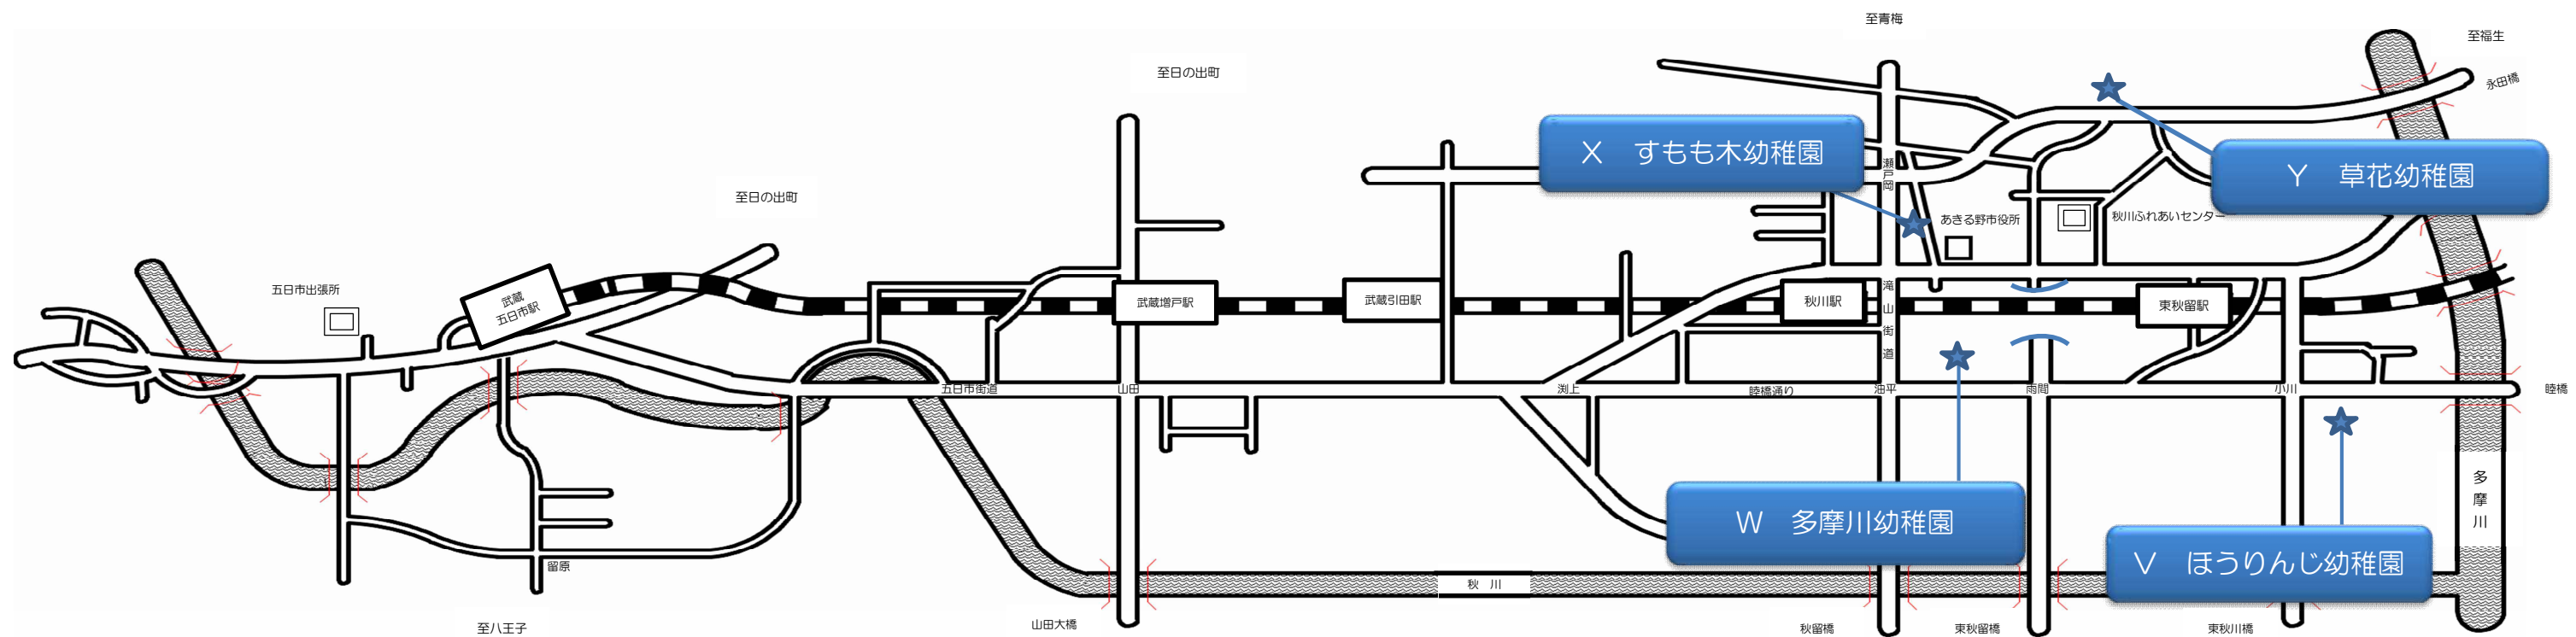 至青梅
至福生
永田橋
至日の出町
X　すもも木幼稚園
Y　草花幼稚園
瀬戸岡
至日の出町
あきる野市役所
秋川ふれあいセンター
五日市出張所
武蔵
五日市駅
武蔵増戸駅
武蔵引田駅
秋川駅
東秋留駅
滝山街道
五日市街道
山田
渕上
睦橋通り
油平
雨間
小川
睦橋
W　多摩川幼稚園
V　ほうりんじ幼稚園
多摩川
留原
秋　川
至八王子
山田大橋
秋留橋
東秋留橋
東秋川橋